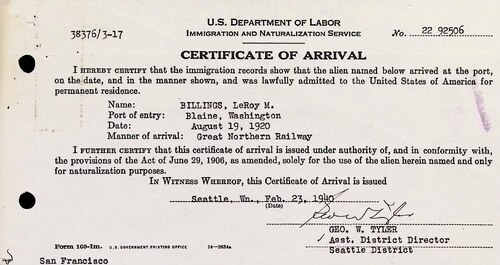 U.S. DEPARTMENT OF LABOR
38376/3-17 IMMIGRATION AND NATURALIZATION SERVICE No. 22 92506
CERTIFICATE OF ARRIVAL
I HEREBY CERTIFY that the immigration records show that the alien named below arrived at the port,
on the date, and in the manner shown, and was lawfully admitted to the United States of America for
permanent residence.
Name: BILLINGS, LeRoy M.
Port of entry: Blaine, Washington
Date: August 19, 1920
Manner of arrival: Great Northern Railway
I FURTHER CERTIFY that this certificate of arrival is issued under authority of, and in conformity with,
the provisions of the Act of June 29, 1906, as amended, solely for the use of the alien herein named and only
for naturalization purposes.
IN WITNESS WHEREOF, this Certificate of Arrival is issued
Seattle, Wn., Feb. 23, 1940
(Date)
Geo W Tyler
GEO. W. TYLER
Asst. District Director
Seattle District
Form 160-Im. U. S. GOVERNMENT PRINTING OFFICE
San Francisco